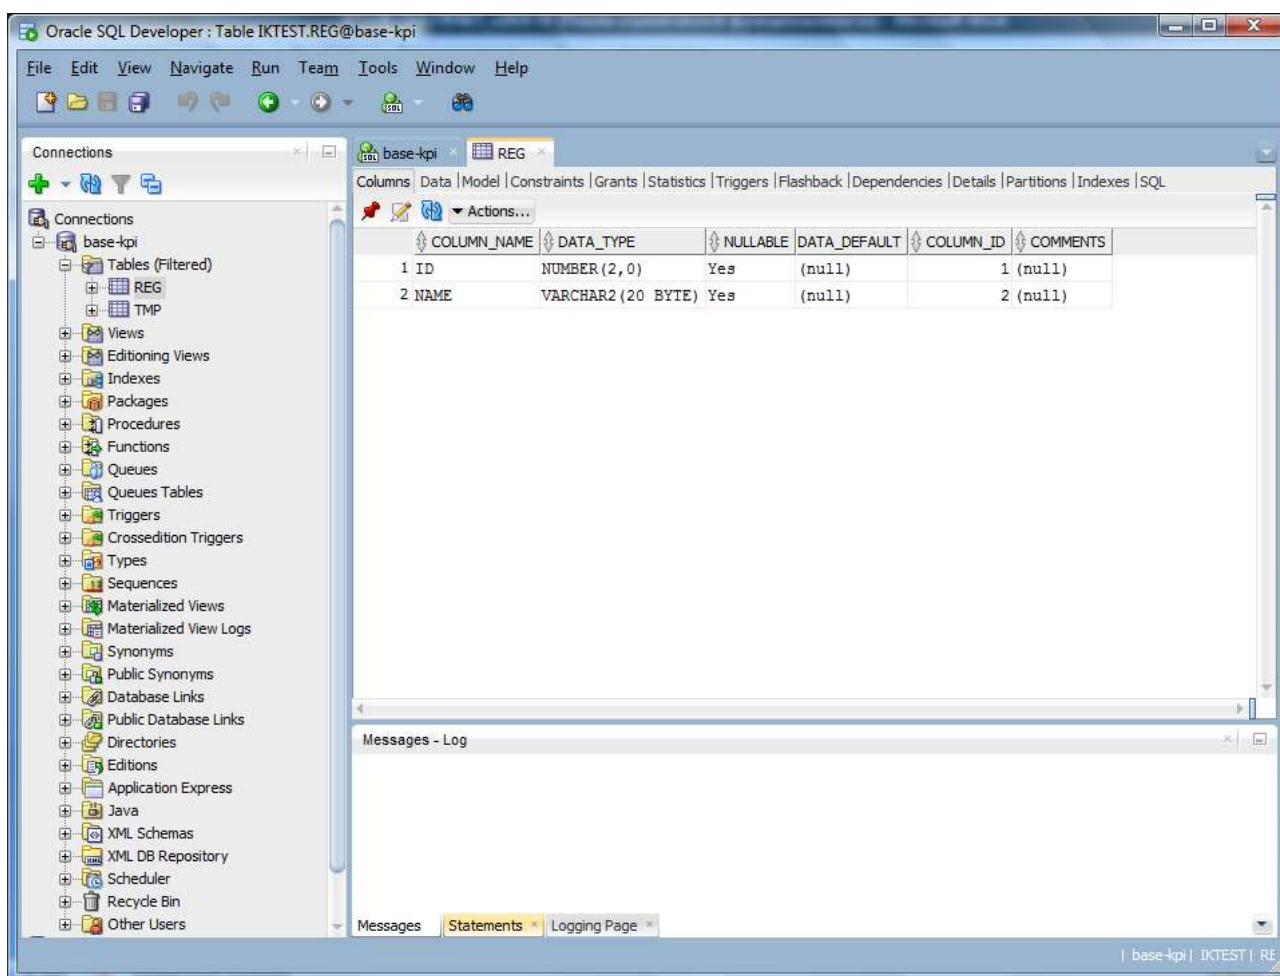 Oracle SQL Developer : Table IKTEST.REG@base-kpi
File Edit View Navigate Run Team Tools Window Help
Connections
base-kpi REG
Columns Data |Model |Constraints |Grants |Statistics |Triggers |Flashback |Dependencies |Details |Partitions |Indexes |SQL
Actions...
COLUMN_NAME DATA_TYPE NULLABLE DATA_DEFAULT COLUMN_ID COMMENTS
1 ID NUMBER(2,0) Yes (null) 1 (null)
2 NAME VARCHAR2(20 BYTE) Yes (null) 2 (null)
Connections
base-kpi
Tables (Filtered)
REG
TMP
Views
Editioning Views
Indexes
Packages
Procedures
Functions
Queues
Queues Tables
Triggers
Crossedition Triggers
Types
Sequences
Materialized Views
Materialized View Logs
Synonyms
Public Synonyms
Database Links
Public Database Links
Directories
Editions
Application Express
Java
XML Schemas
XML DB Repository
Scheduler
Recycle Bin
Other Users
Messages - Log
Messages Statements Logging Page
| base-kpi | IKTEST | RE